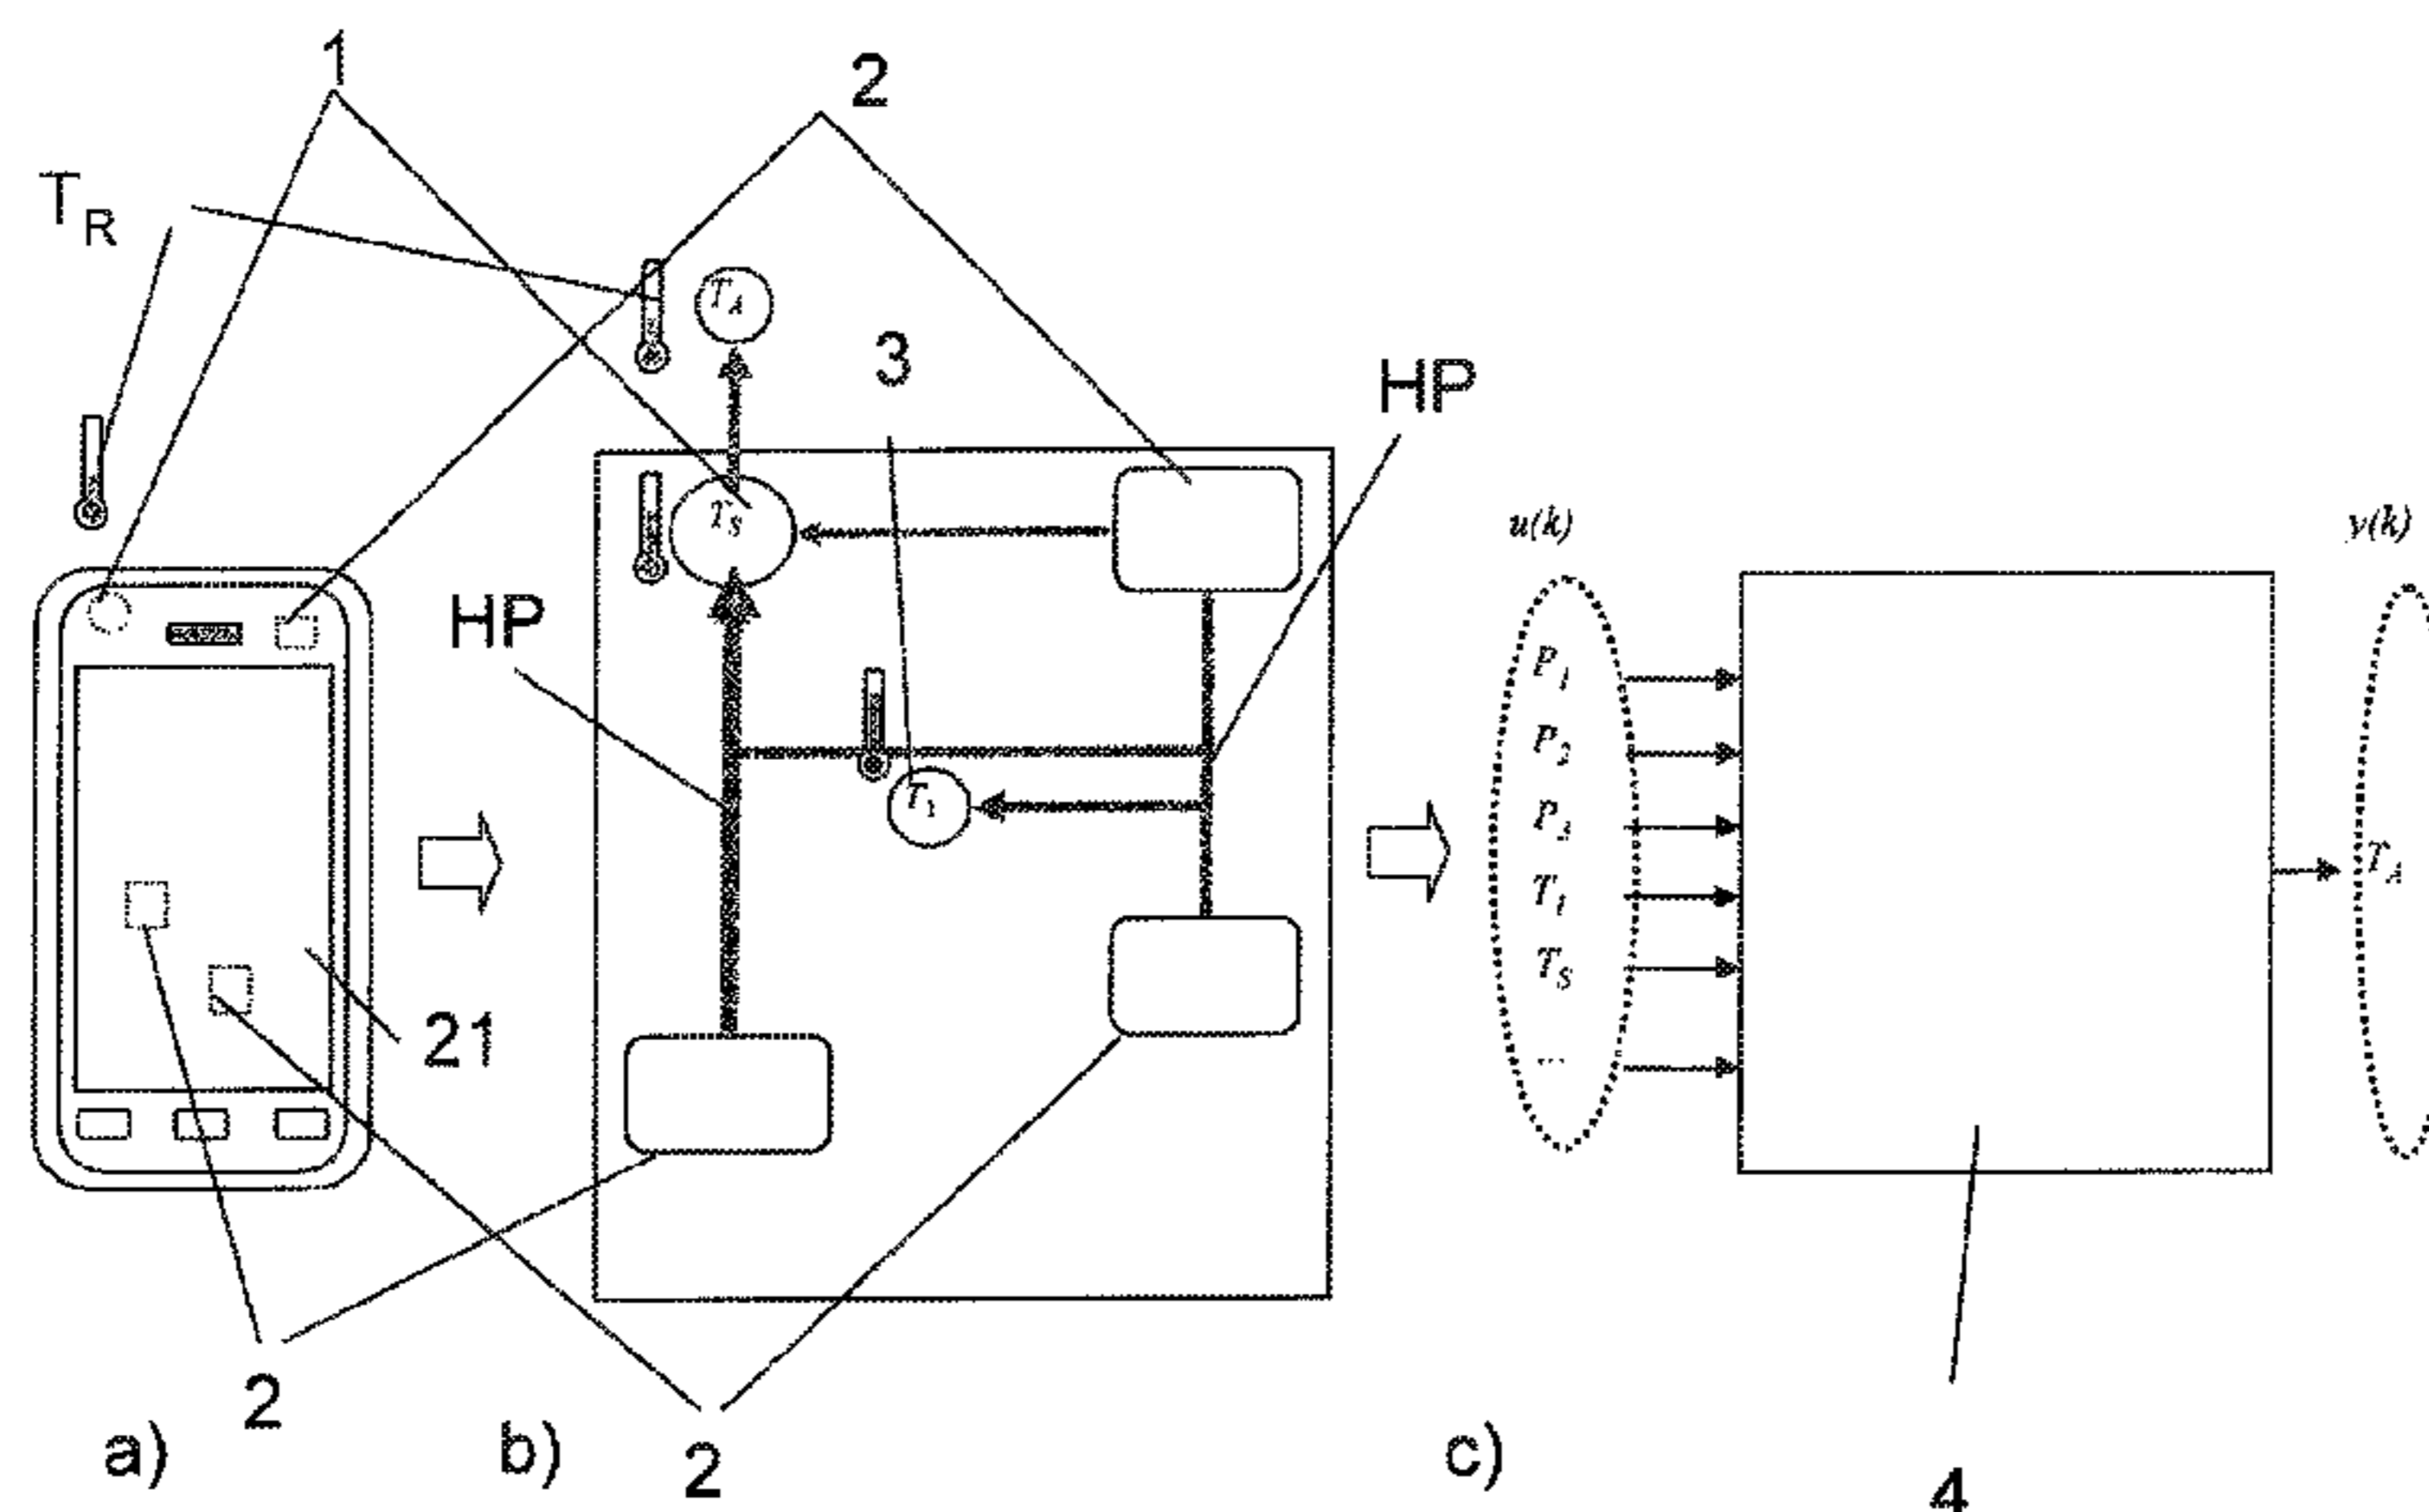 1
2
T_R
T_A
3
HP
T_S
u(k)
y(k)
HP
P_1
P_2
T_1
P_3
T_1
T_A
T_S
21
2
2
a)
b)
c)
4